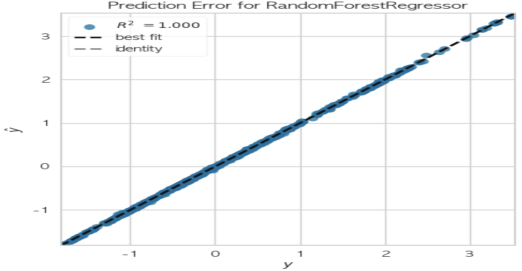 Prediction Error for RandomForestRegressor
R² = 1.000
best fit
identity
3
2
1
0
-1
ŷ
-1
0
1
2
3
y